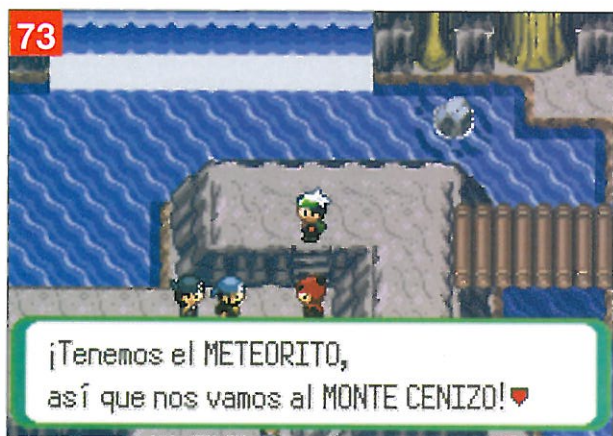 73
¡Tenemos el METEORITO,
así que nos vamos al MONTE CENIZO!